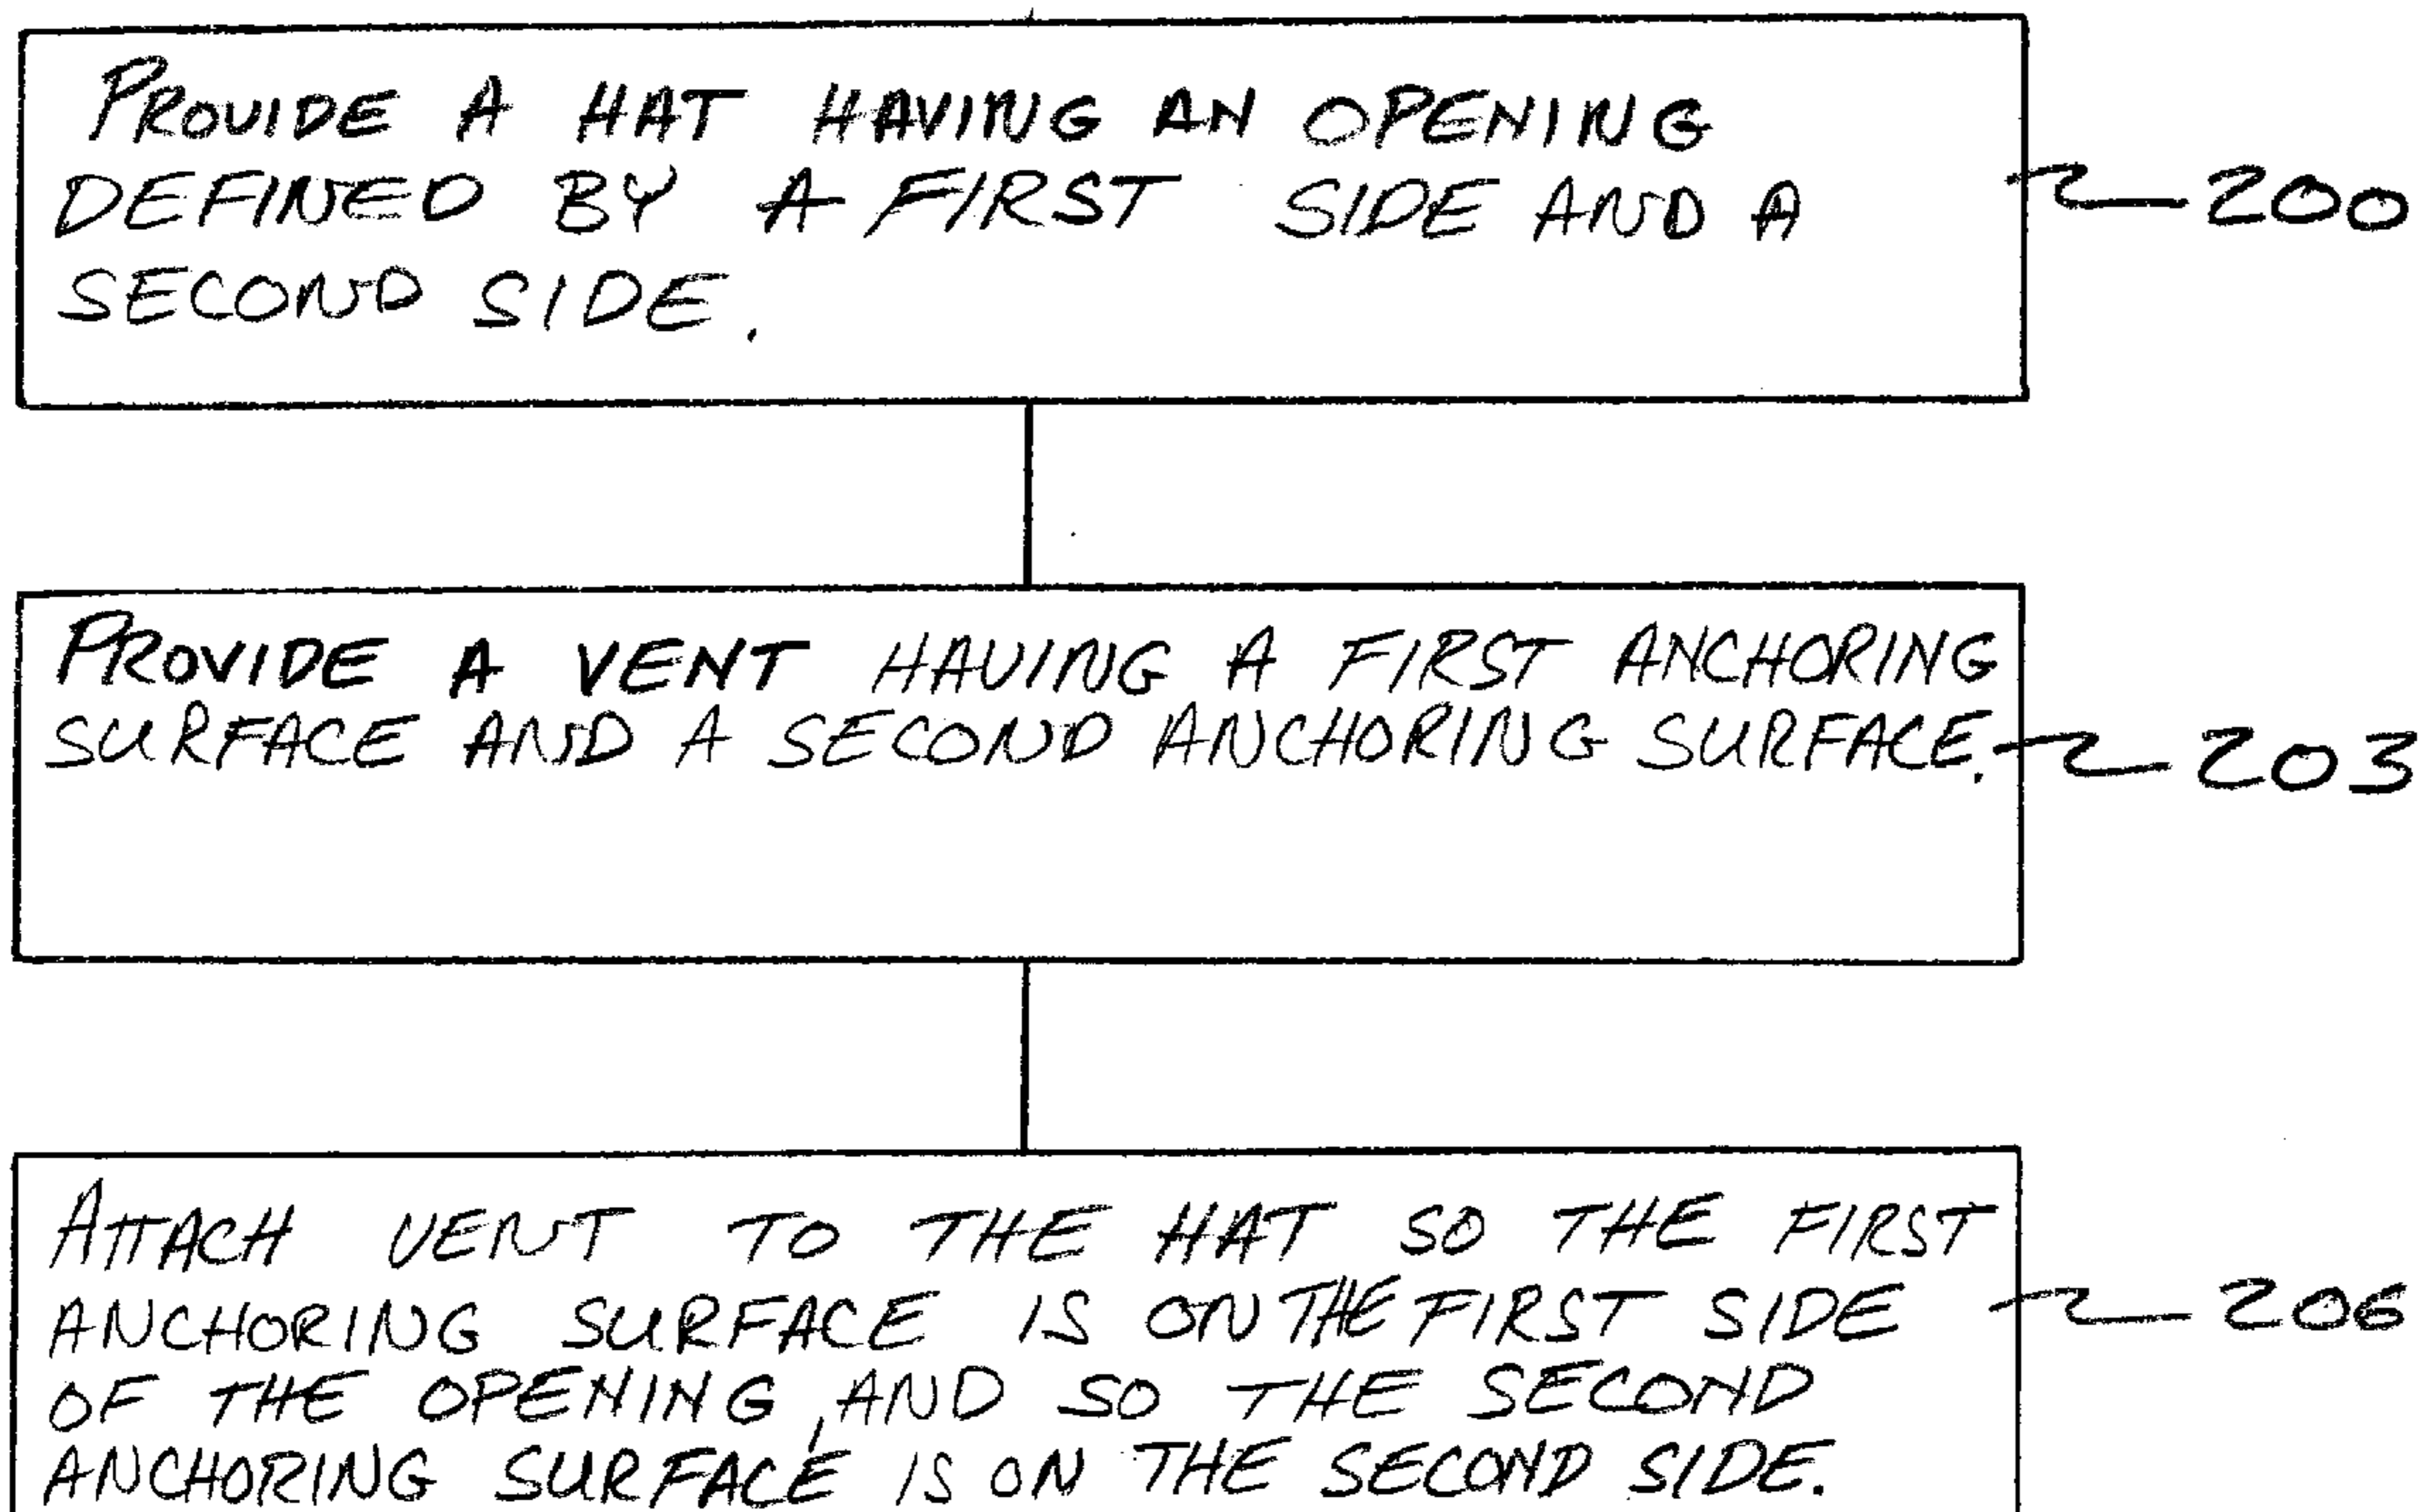 PROVIDE A HAT HAVING AN OPENING
DEFINED BY A FIRST SIDE AND A
SECOND SIDE.
200
PROVIDE A VENT HAVING A FIRST ANCHORING
SURFACE AND A SECOND ANCHORING SURFACE.
203
ATTACH VENT TO THE HAT SO THE FIRST
ANCHORING SURFACE IS ON THE FIRST SIDE
206
OF THE OPENING, AND SO THE SECOND
ANCHORING SURFACE IS ON THE SECOND SIDE.